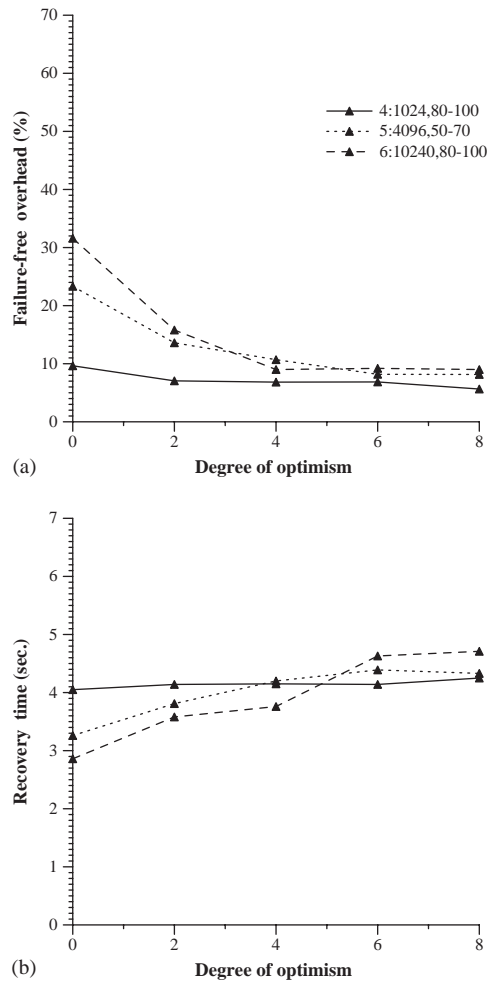 70
60
50
40
30
20
10
0
Failure-free overhead (%)
4:1024,80-100
5:4096,50-70
6:10240,80-100
0 2 4 6 8
Degree of optimism
(a)
7
6
5
4
3
2
1
0
Recovery time (sec.)
0 2 4 6 8
Degree of optimism
(b)